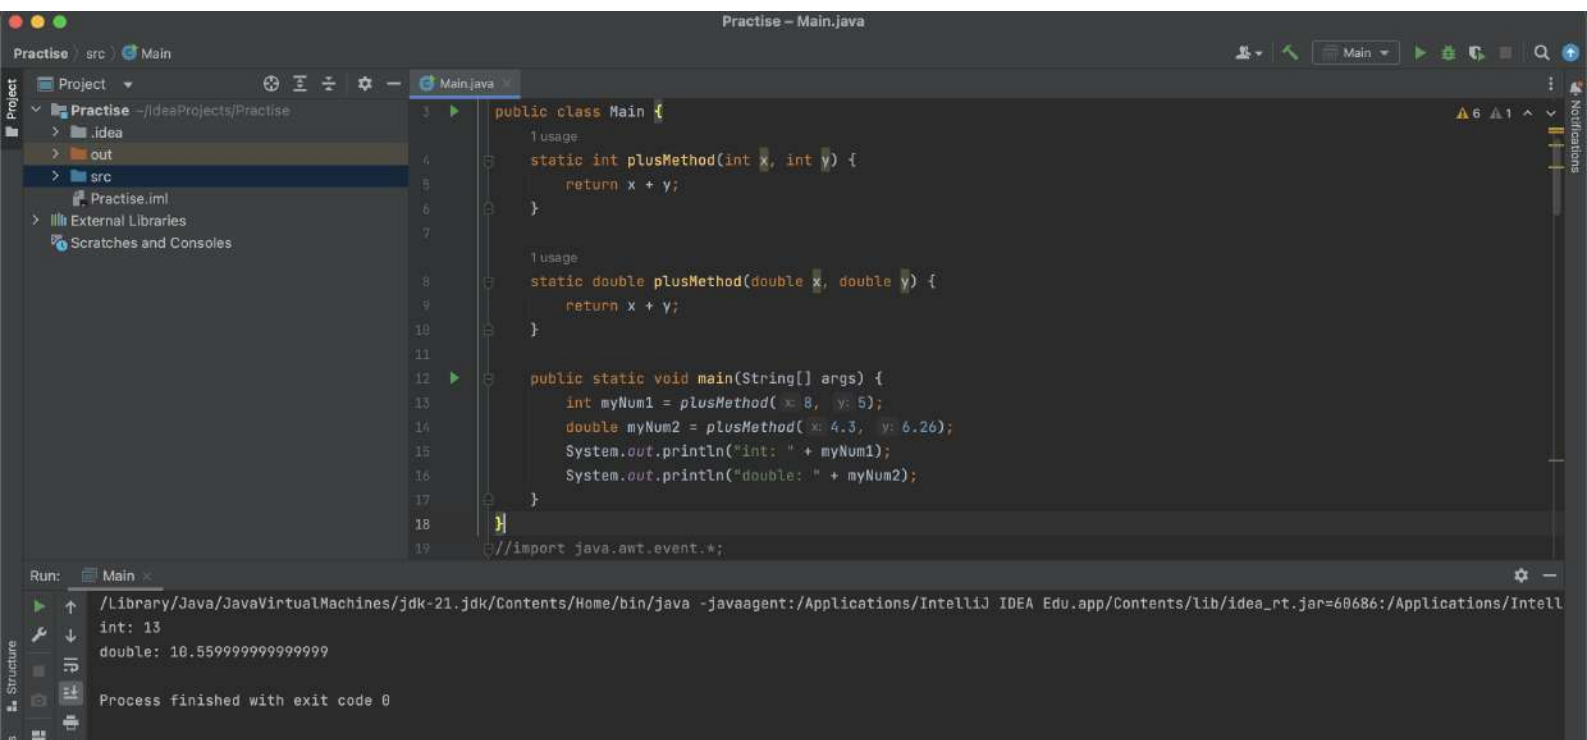 Practise – Main.java
Practise src Main
Main
Project
Main.java
Project
Practise ~/IdeaProjects/Practise
.idea
out
src
Practise.iml
External Libraries
Scratches and Consoles
6 1
Notifications
3 public class Main {
1 usage
4 static int plusMethod(int x, int y) {
5 return x + y;
6 }
7
1 usage
8 static double plusMethod(double x, double y) {
9 return x + y;
10 }
11
12 public static void main(String[] args) {
13 int myNum1 = plusMethod( x: 8, y: 5);
14 double myNum2 = plusMethod( x: 4.3, y: 6.26);
15 System.out.println("int: " + myNum1);
16 System.out.println("double: " + myNum2);
17 }
18 }
19 //import java.awt.event.*;
Run: Main
/Library/Java/JavaVirtualMachines/jdk-21.jdk/Contents/Home/bin/java -javaagent:/Applications/IntelliJ IDEA Edu.app/Contents/lib/idea_rt.jar=60686:/Applications/Intell
int: 13
double: 10.559999999999999
Process finished with exit code 0
Structure